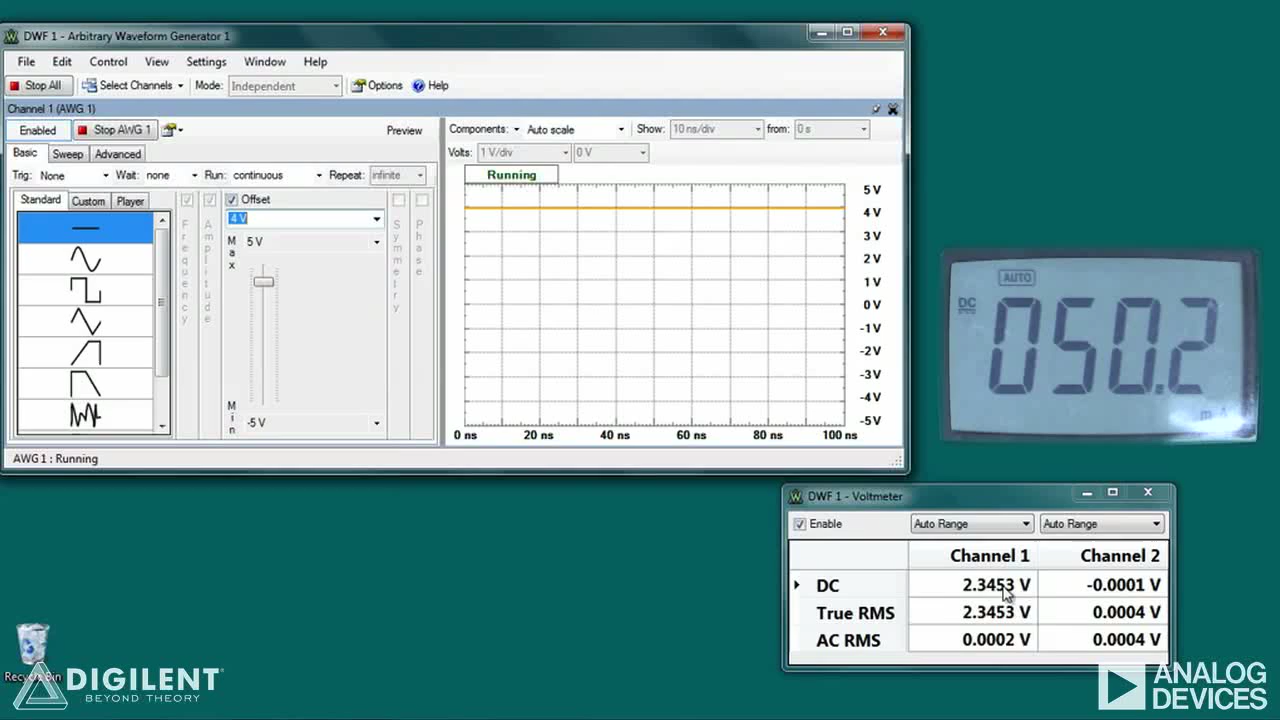 DWF 1 - Arbitrary Waveform Generator 1
File Edit Control View Settings Window Help
Stop All Select Channels Mode: Independent Options Help
Channel 1 (AWG 1)
Enabled Stop AWG 1 Preview
Basic Sweep Advanced
Trig: None Wait: none Run: continuous Repeat: infinite
Standard Custom Player
Frequency
Amplitude
Offset
4 V
Max
5 V
Min
-5 V
Symmetry
Phase
Components: Auto scale Show: 10 ns/div from: 0 s
Volts: 1 V/div 0 V
Running
5 V
4 V
3 V
2 V
1 V
0 V
-1 V
-2 V
-3 V
-4 V
-5 V
0 ns 20 ns 40 ns 60 ns 80 ns 100 ns
AWG 1 : Running
AUTO
DC
050.2
DWF 1 - Voltmeter
Enable Auto Range Auto Range
Channel 1 Channel 2
DC 2.3453 V -0.0001 V
True RMS 2.3453 V 0.0004 V
AC RMS 0.0002 V 0.0004 V
DIGILENT
BEYOND THEORY
ANALOG
DEVICES